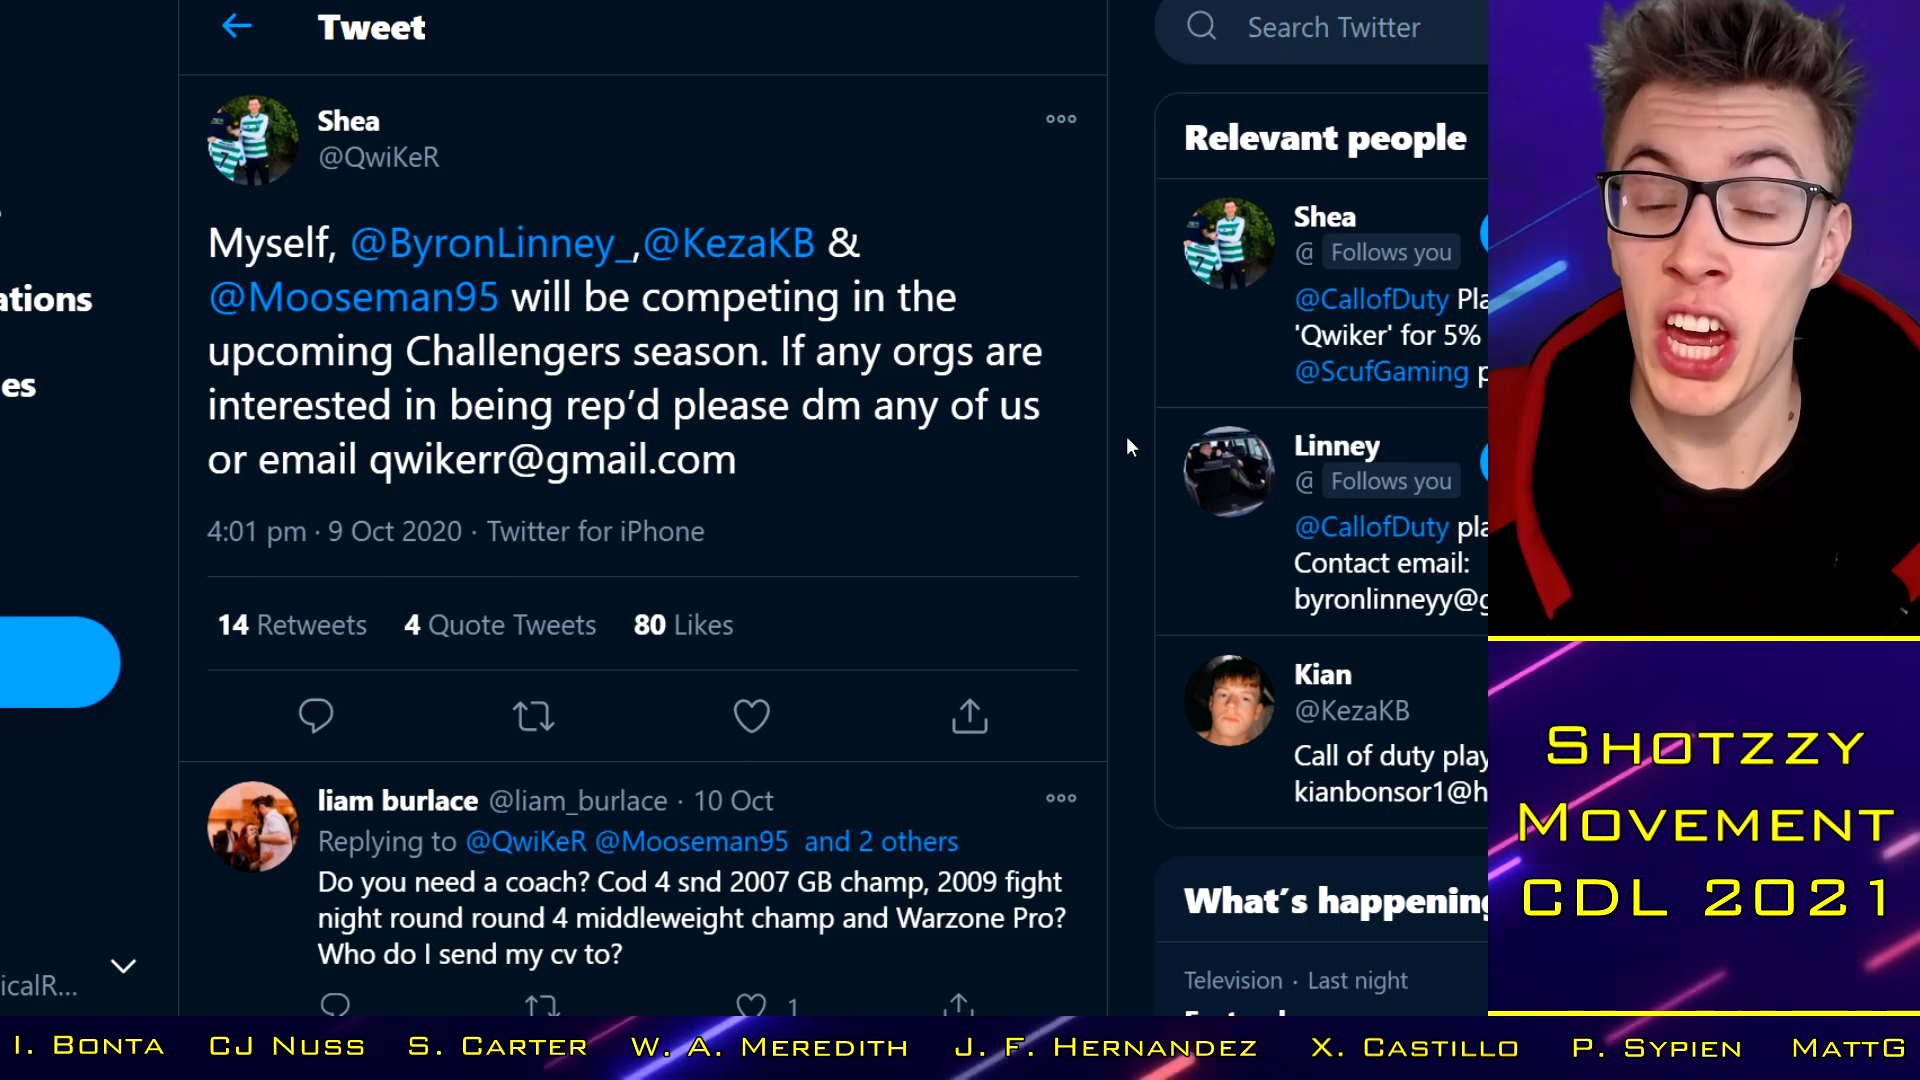 Tweet
Search Twitter
Shea
@QwiKeR
Myself, @ByronLinney_,@KezaKB &
@Mooseman95 will be competing in the
upcoming Challengers season. If any orgs are
interested in being rep’d please dm any of us
or email qwikerr@gmail.com
4:01 pm · 9 Oct 2020 · Twitter for iPhone
14 Retweets 4 Quote Tweets 80 Likes
liam burlace @liam_burlace · 10 Oct
Replying to @QwiKeR @Mooseman95 and 2 others
Do you need a coach? Cod 4 snd 2007 GB champ, 2009 fight
night round round 4 middleweight champ and Warzone Pro?
Who do I send my cv to?
1
ations
es
icalR...
Relevant people
Shea
@ Follows you
@CallofDuty Pla
'Qwiker' for 5%
@ScufGaming p
Linney
@ Follows you
@CallofDuty pla
Contact email:
byronlinneyy@g
Kian
@KezaKB
Call of duty play
kianbonsor1@h
What's happening
Television · Last night
Shotzzy
Movement
CDL 2021
I. Bonta CJ Nuss S. Carter W. A. Meredith J. F. Hernandez X. Castillo P. Sypien MattG